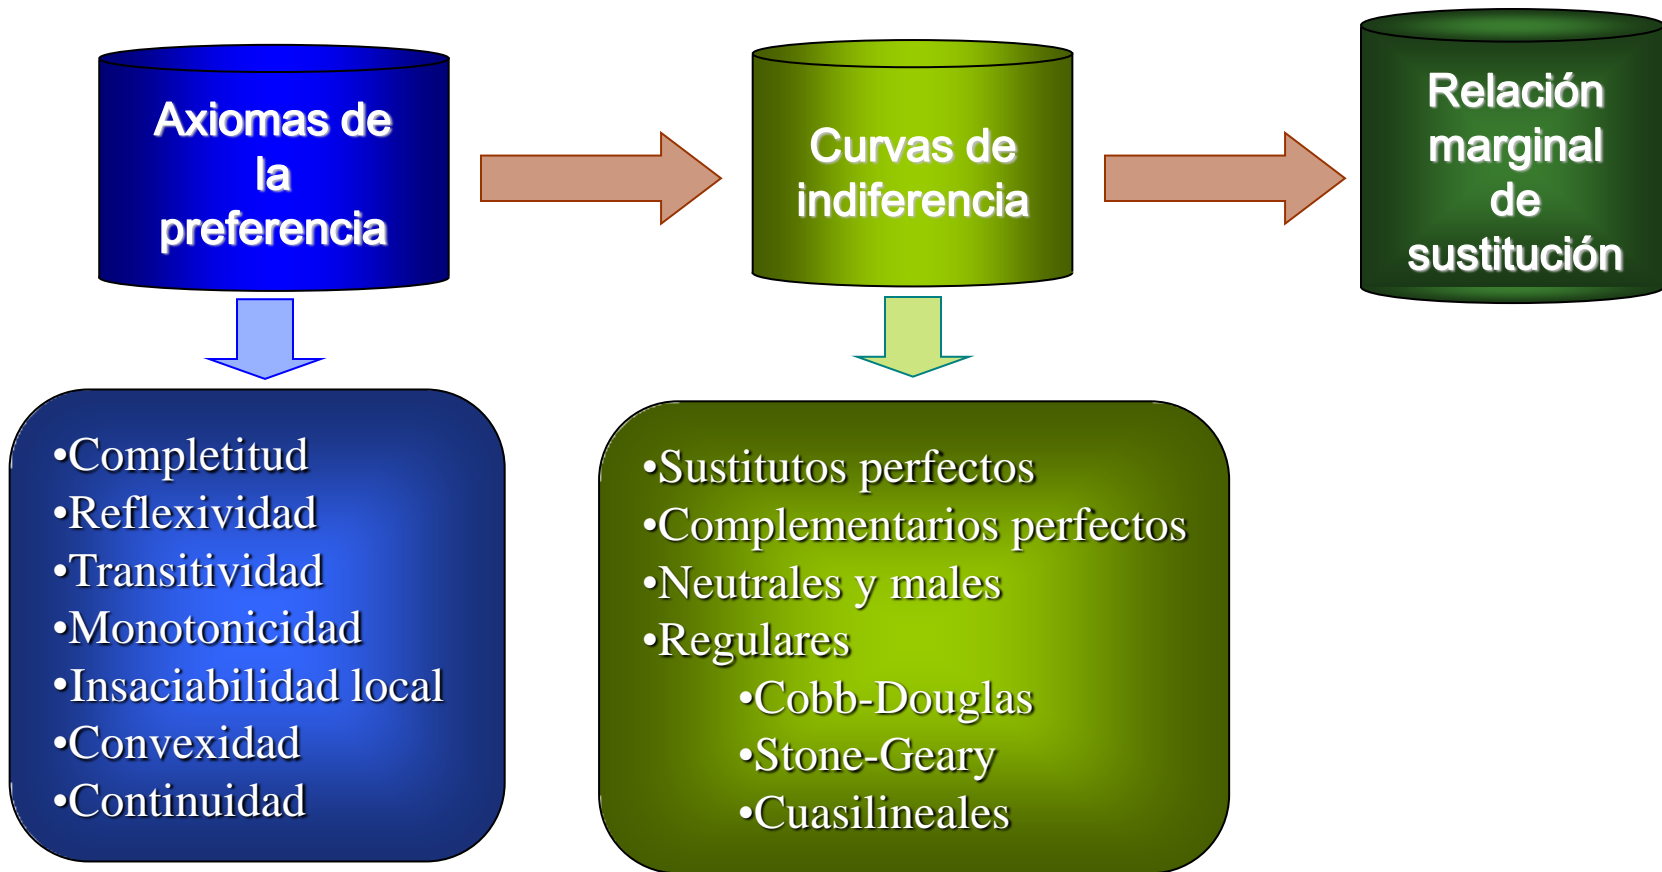 Axiomas de
la
preferencia
Curvas de
indiferencia
Relación
marginal
de
sustitución
•Completitud
•Reflexividad
•Transitividad
•Monotonicidad
•Insaciabilidad local
•Convexidad
•Continuidad
•Sustitutos perfectos
•Complementarios perfectos
•Neutrales y males
•Regulares
•Cobb-Douglas
•Stone-Geary
•Cuasilineales